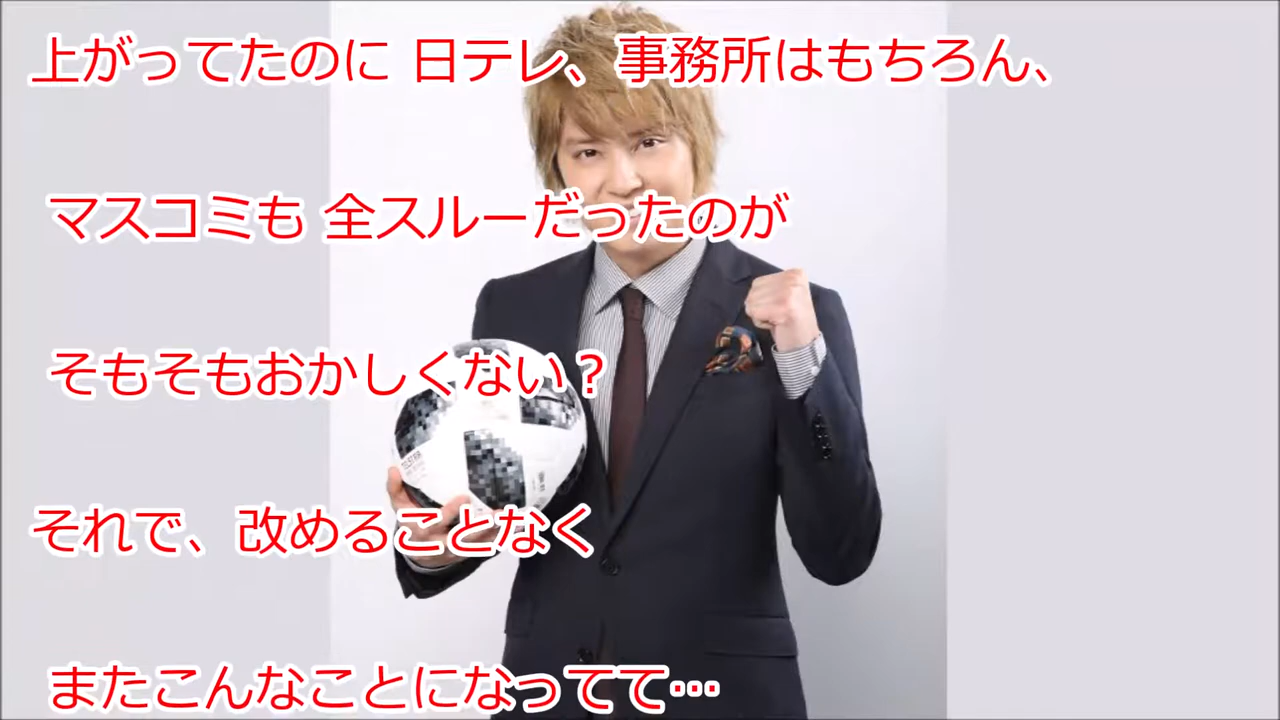 上がってたのに 日テレ、事務所はもちろん、
マスコミも 全スルーだったのが
そもそもおかしくない？
それで、改めることなく
またこんなことになってて…